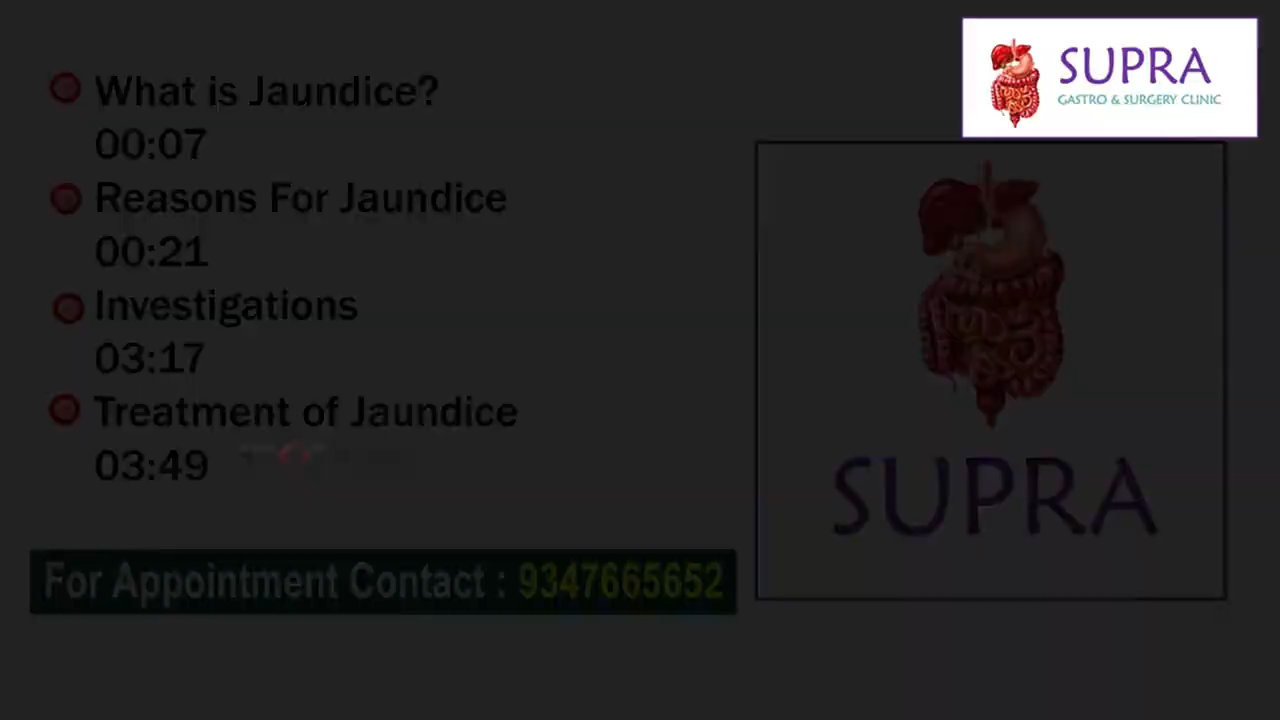 SUPRA
GASTRO & SURGERY CLINIC
What is Jaundice?
00:07
Reasons For Jaundice
00:21
Investigations
03:17
Treatment of Jaundice
03:49
SUPRA
For Appointment Contact : 9347665652